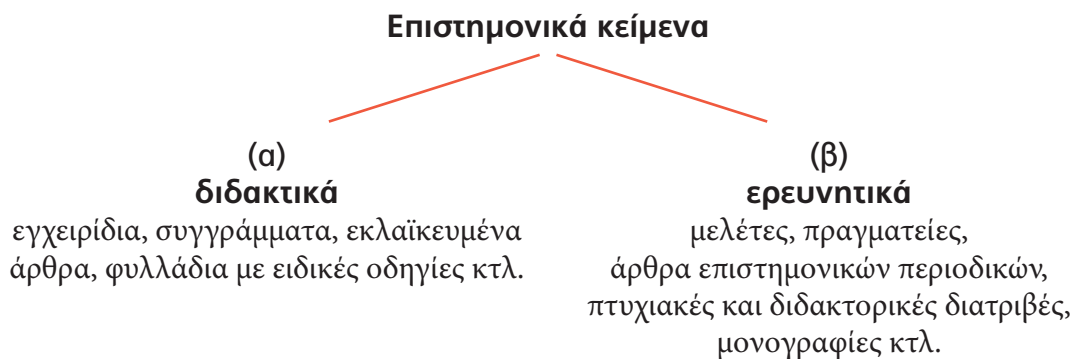 Επιστημονικά κείμενα
(α)
διδακτικά
εγχειρίδια, συγγράμματα, εκλαϊκευμένα
άρθρα, φυλλάδια με ειδικές οδηγίες κτλ.
(β)
ερευνητικά
μελέτες, πραγματείες,
άρθρα επιστημονικών περιοδικών,
πτυχιακές και διδακτορικές διατριβές,
μονογραφίες κτλ.